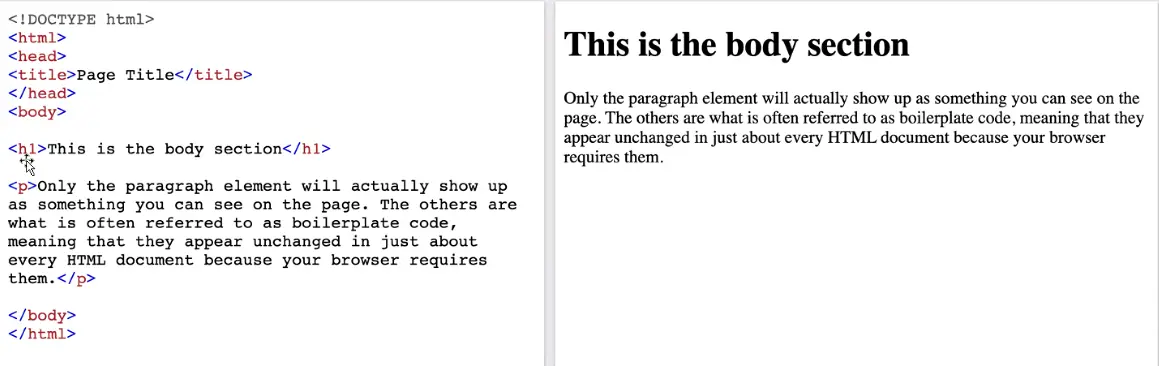 <!DOCTYPE html>
<html>
<head>
<title>Page Title</title>
</head>
<body>
<h1>This is the body section</h1>
<p>Only the paragraph element will actually show up
as something you can see on the page. The others are
what is often referred to as boilerplate code,
meaning that they appear unchanged in just about
every HTML document because your browser requires
them.</p>
</body>
</html>
This is the body section
Only the paragraph element will actually show up as something you can see on the
page. The others are what is often referred to as boilerplate code, meaning that they
appear unchanged in just about every HTML document because your browser
requires them.